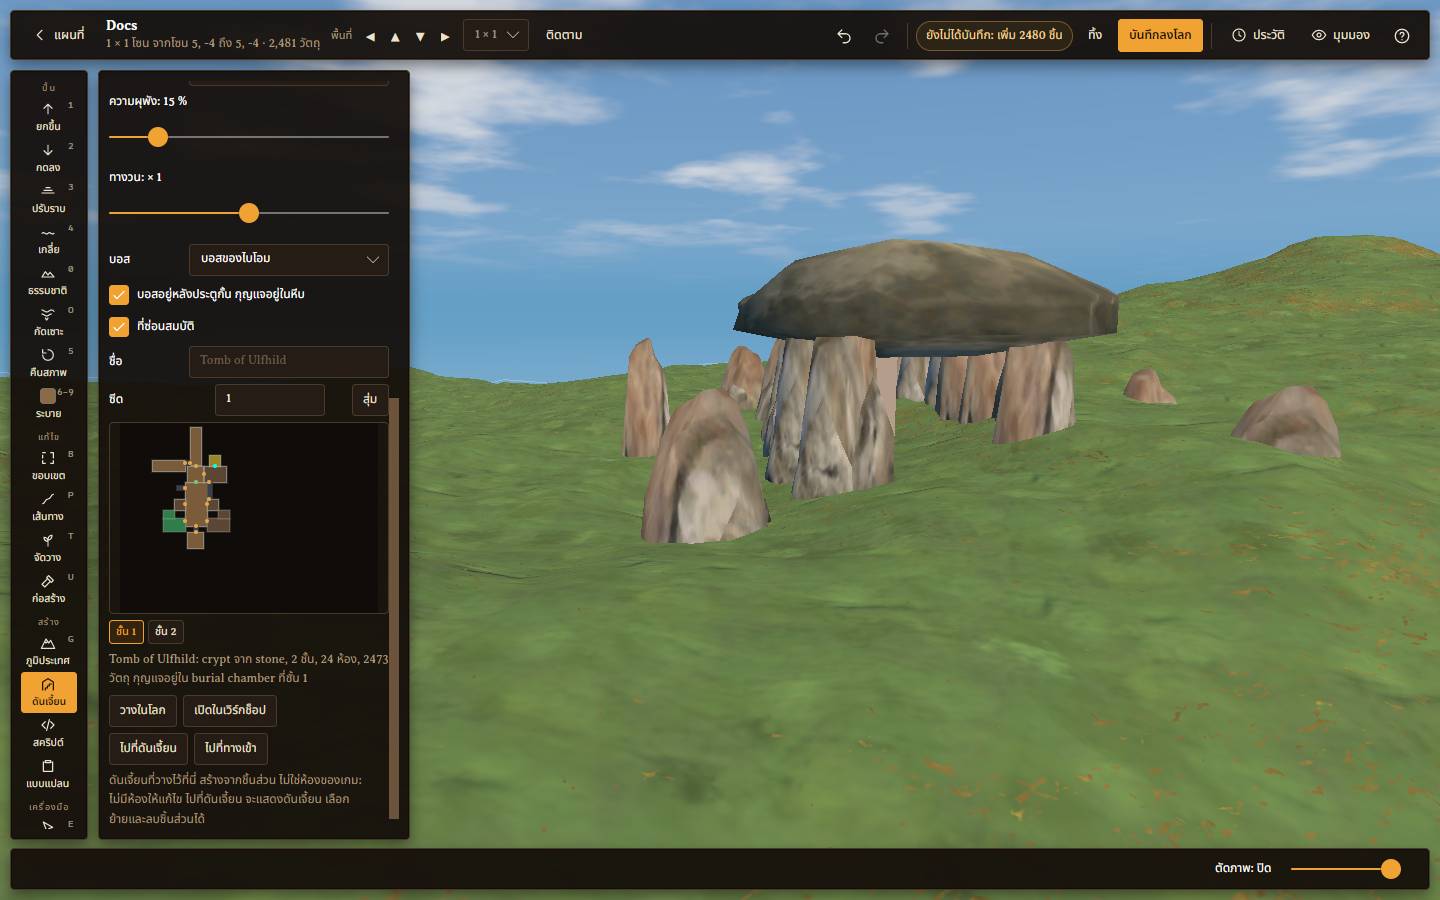 แผนที่
Docs
1 × 1 โซน จากโซน 5, -4 ถึง 5, -4 · 2,481 วัตถุ
พื้นที่
1 × 1
ติดตาม
ยังไม่ได้บันทึก: เพิ่ม 2480 ชิ้น
ทิ้ง
บันทึกลงโลก
ประวัติ
มุมมอง
ปั้น
1
ยกขึ้น
2
กดลง
3
ปรับราบ
4
เกลี่ย
0
ธรรมชาติ
O
กัดเซาะ
5
คืนสภาพ
6–9
ระบาย
แก้ไข
B
ขอบเขต
P
เส้นทาง
T
จัดวาง
U
ก่อสร้าง
สร้าง
G
ภูมิประเทศ
ดันเจี้ยน
สคริปต์
แบบแปลน
เครื่องมือ
E
ความผุพัง: 15 %
ทางวน: × 1
บอส
บอสของไบโอม
บอสอยู่หลังประตูกั้น กุญแจอยู่ในหีบ
ที่ซ่อนสมบัติ
ชื่อ
Tomb of Ulfhild
ซีด
1
สุ่ม
ชั้น 1
ชั้น 2
Tomb of Ulfhild: crypt จาก stone, 2 ชั้น, 24 ห้อง, 2473
วัตถุ กุญแจอยู่ใน burial chamber ที่ชั้น 1
วางในโลก
เปิดในเวิร์กช็อป
ไปที่ดันเจี้ยน
ไปที่ทางเข้า
ดันเจี้ยนที่วางไว้ที่นี่ สร้างจากชิ้นส่วน ไม่ใช่ห้องของเกม:
ไม่มีห้องให้แก้ไข ไปที่ดันเจี้ยน จะแสดงดันเจี้ยน เลือก
ย้ายและลบชิ้นส่วนได้
ตัดภาพ: ปิด